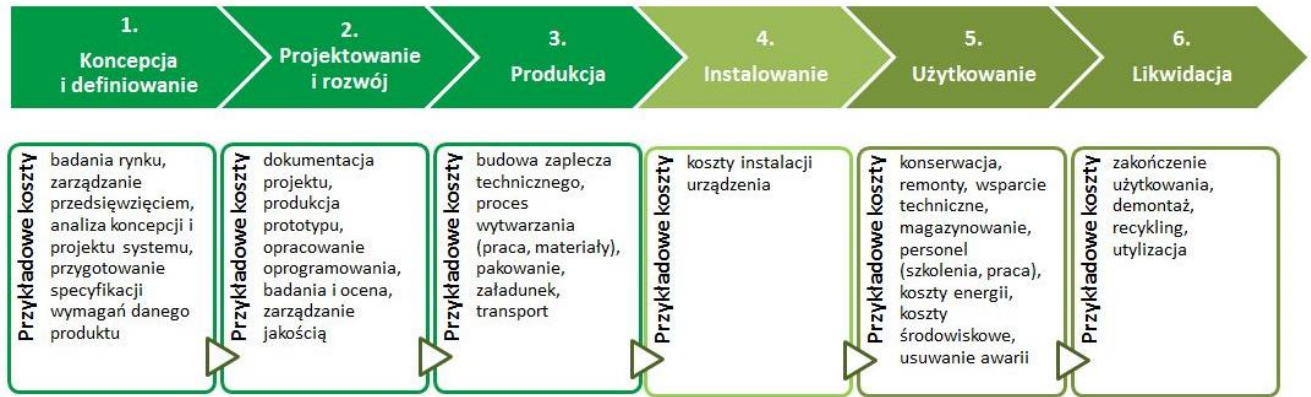 1.
Koncepcja
i definiowanie
2.
Projektowanie
i rozwój
3.
Produkcja
4.
Instalowanie
5.
Użytkowanie
6.
Likwidacja
Przykładowe koszty
badania rynku,
zarządzanie
przedsięwzięciem,
analiza koncepcji i
projektu systemu,
przygotowanie
specyfikacji
wymagań danego
produktu
Przykładowe koszty
dokumentacja
projektu,
produkcja
prototypu,
opracowanie
oprogramowania,
badania i ocena,
zarządzanie
jakością
Przykładowe koszty
budowa zaplecza
technicznego,
proces
wytwarzania
(praca, materiały),
pakowanie,
załadunek,
transport
Przykładowe koszty
koszty instalacji
urządzenia
Przykładowe koszty
konserwacja,
remonty, wsparcie
techniczne,
magazynowanie,
personel
(szkolenia, praca),
koszty energii,
koszty
środowiskowe,
usuwanie awarii
Przykładowe koszty
zakończenie
użytkowania,
demontaż,
recykling,
utylizacja